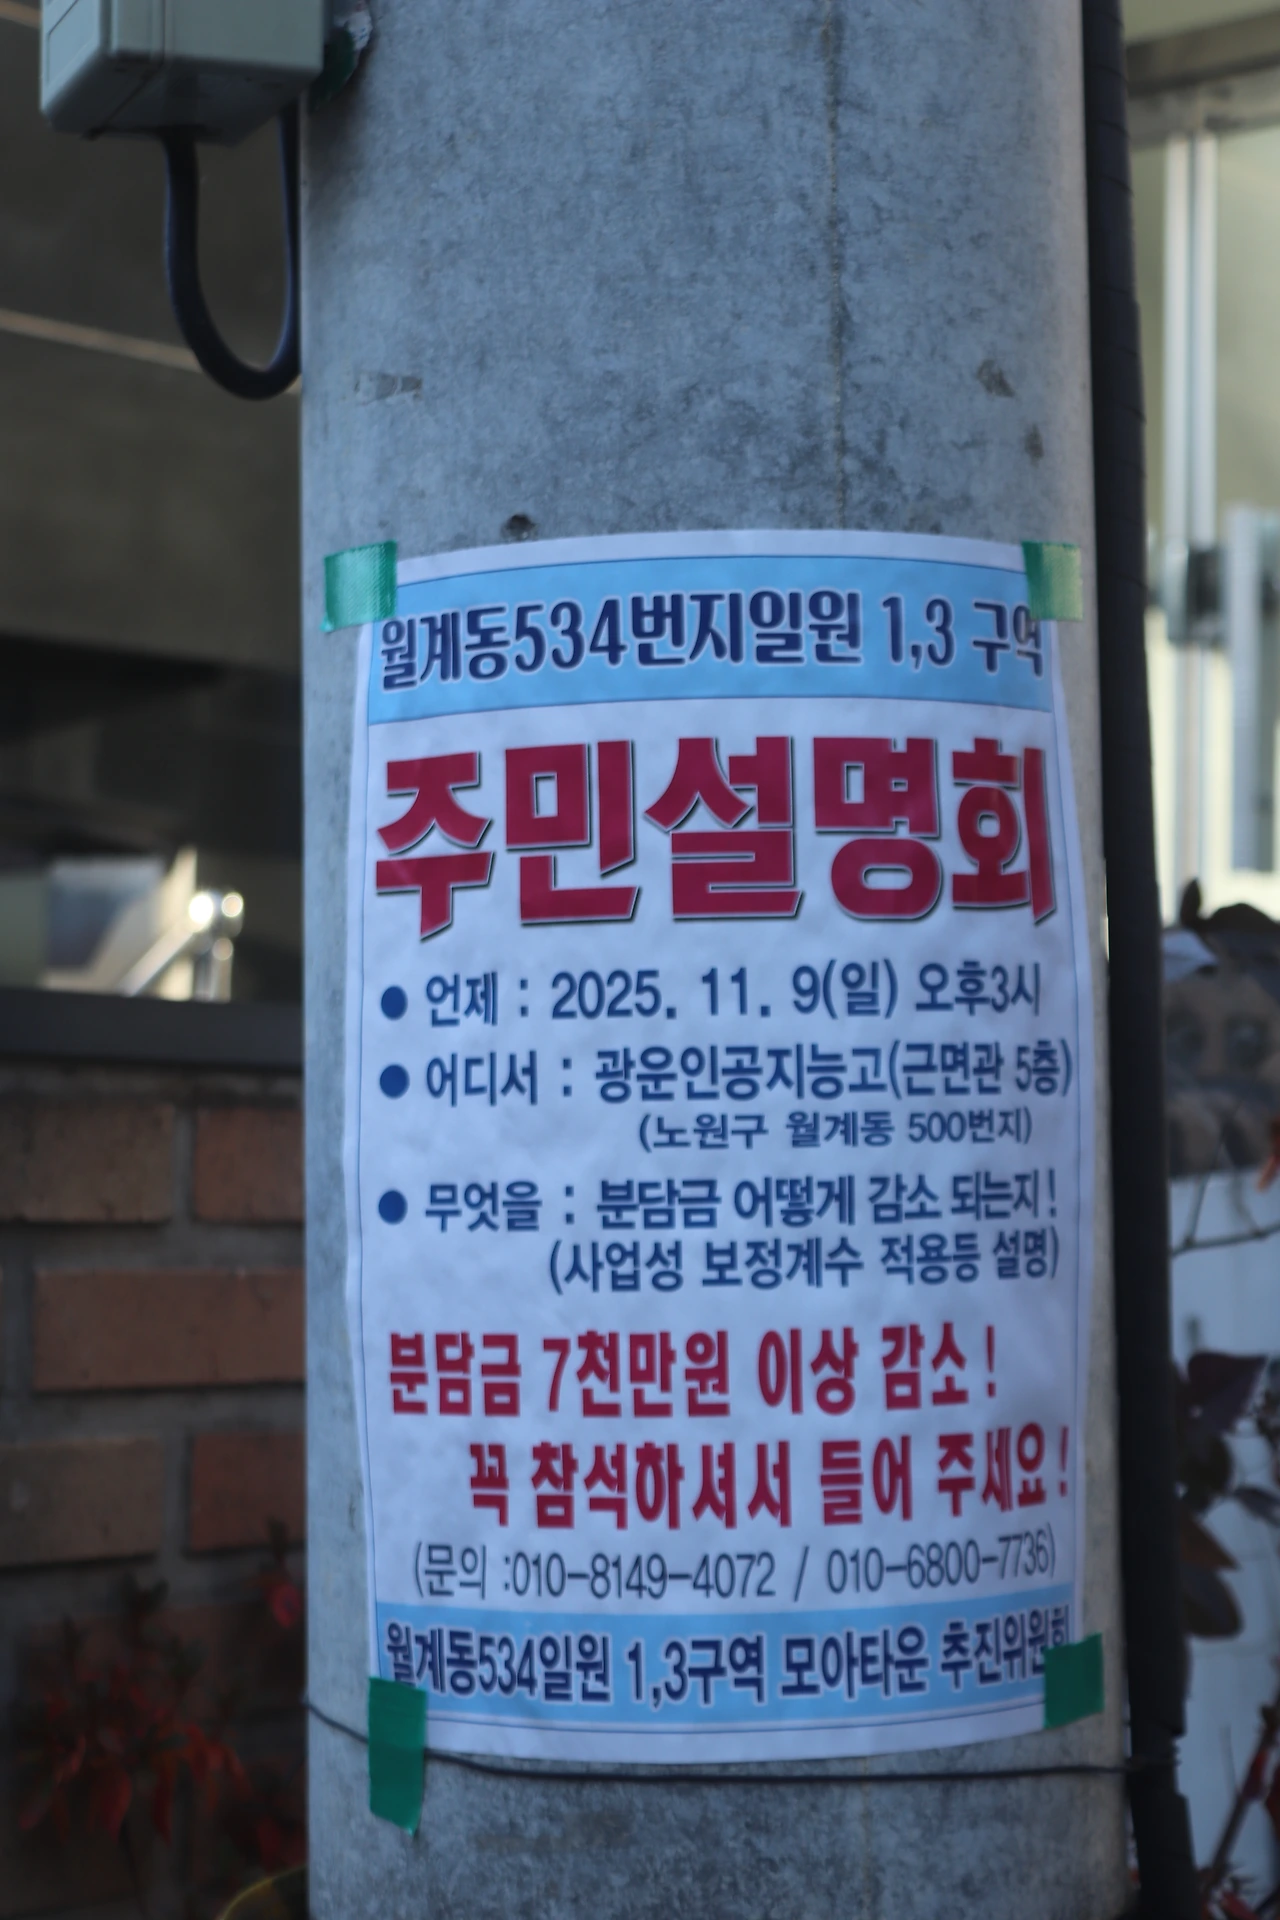 월계동534번지일원 1,3 구역
주민설명회
● 언제 : 2025. 11. 9(일) 오후3시
● 어디서 : 광운인공지능고(근면관 5층)
(노원구 월계동 500번지)
● 무엇을 : 분담금 어떻게 감소 되는지!
(사업성 보정계수 적용등 설명)
분담금 7천만원 이상 감소!
꼭 참석하셔서 들어 주세요!
(문의 :010-8149-4072 / 010-6800-7736)
월계동534일원 1,3구역 모아타운 추진위원회